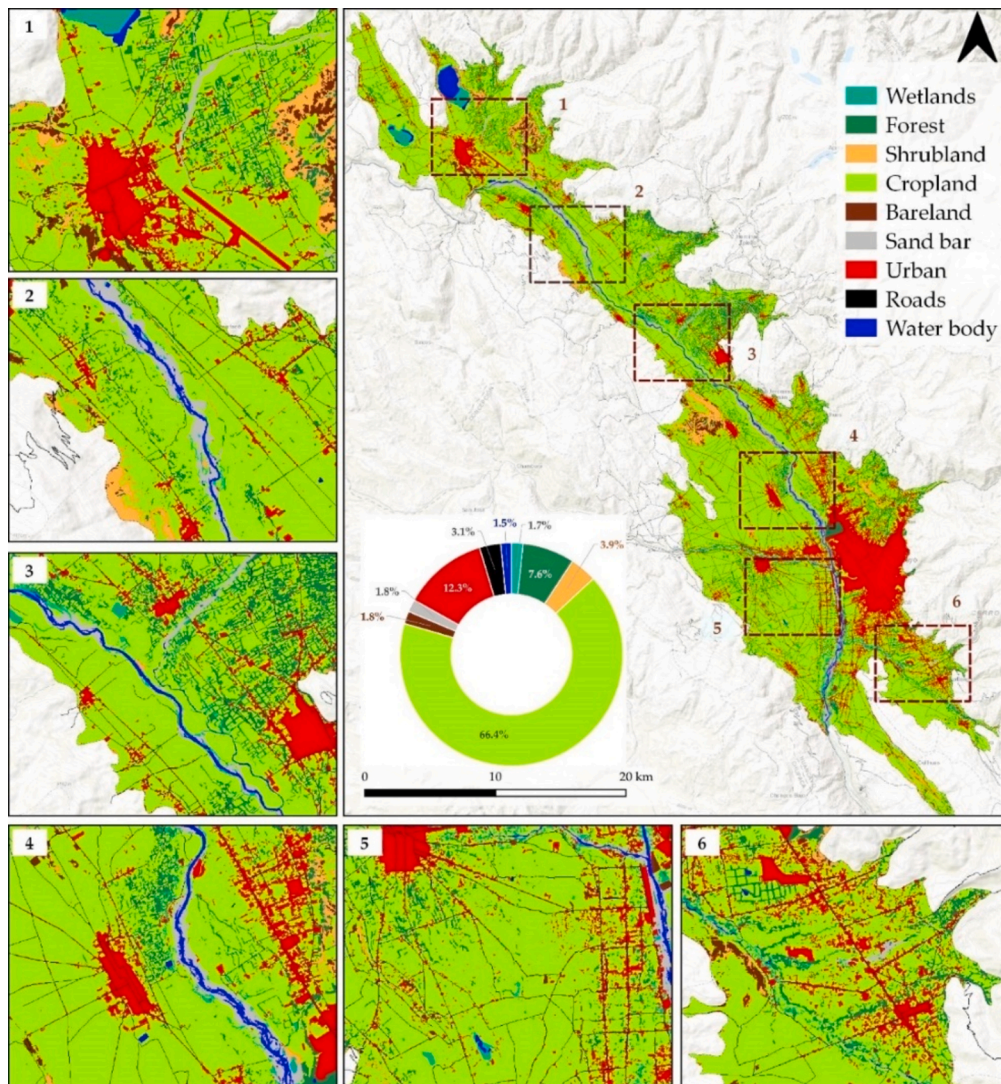 1
1
2
3
4
5
6
Wetlands
Forest
Shrubland
Cropland
Bareland
Sand bar
Urban
Roads
Water body
2
3
3.1%
1.5%
1.7%
3.9%
7.6%
12.3%
1.8%
1.8%
66.4%
0 10 20 km
4
5
6